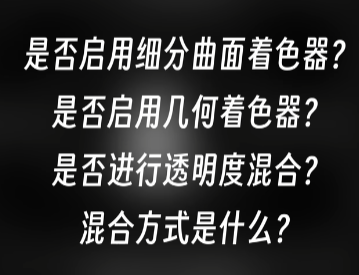 是否启用细分曲面着色器？
是否启用几何着色器？
是否进行透明度混合？
混合方式是什么？